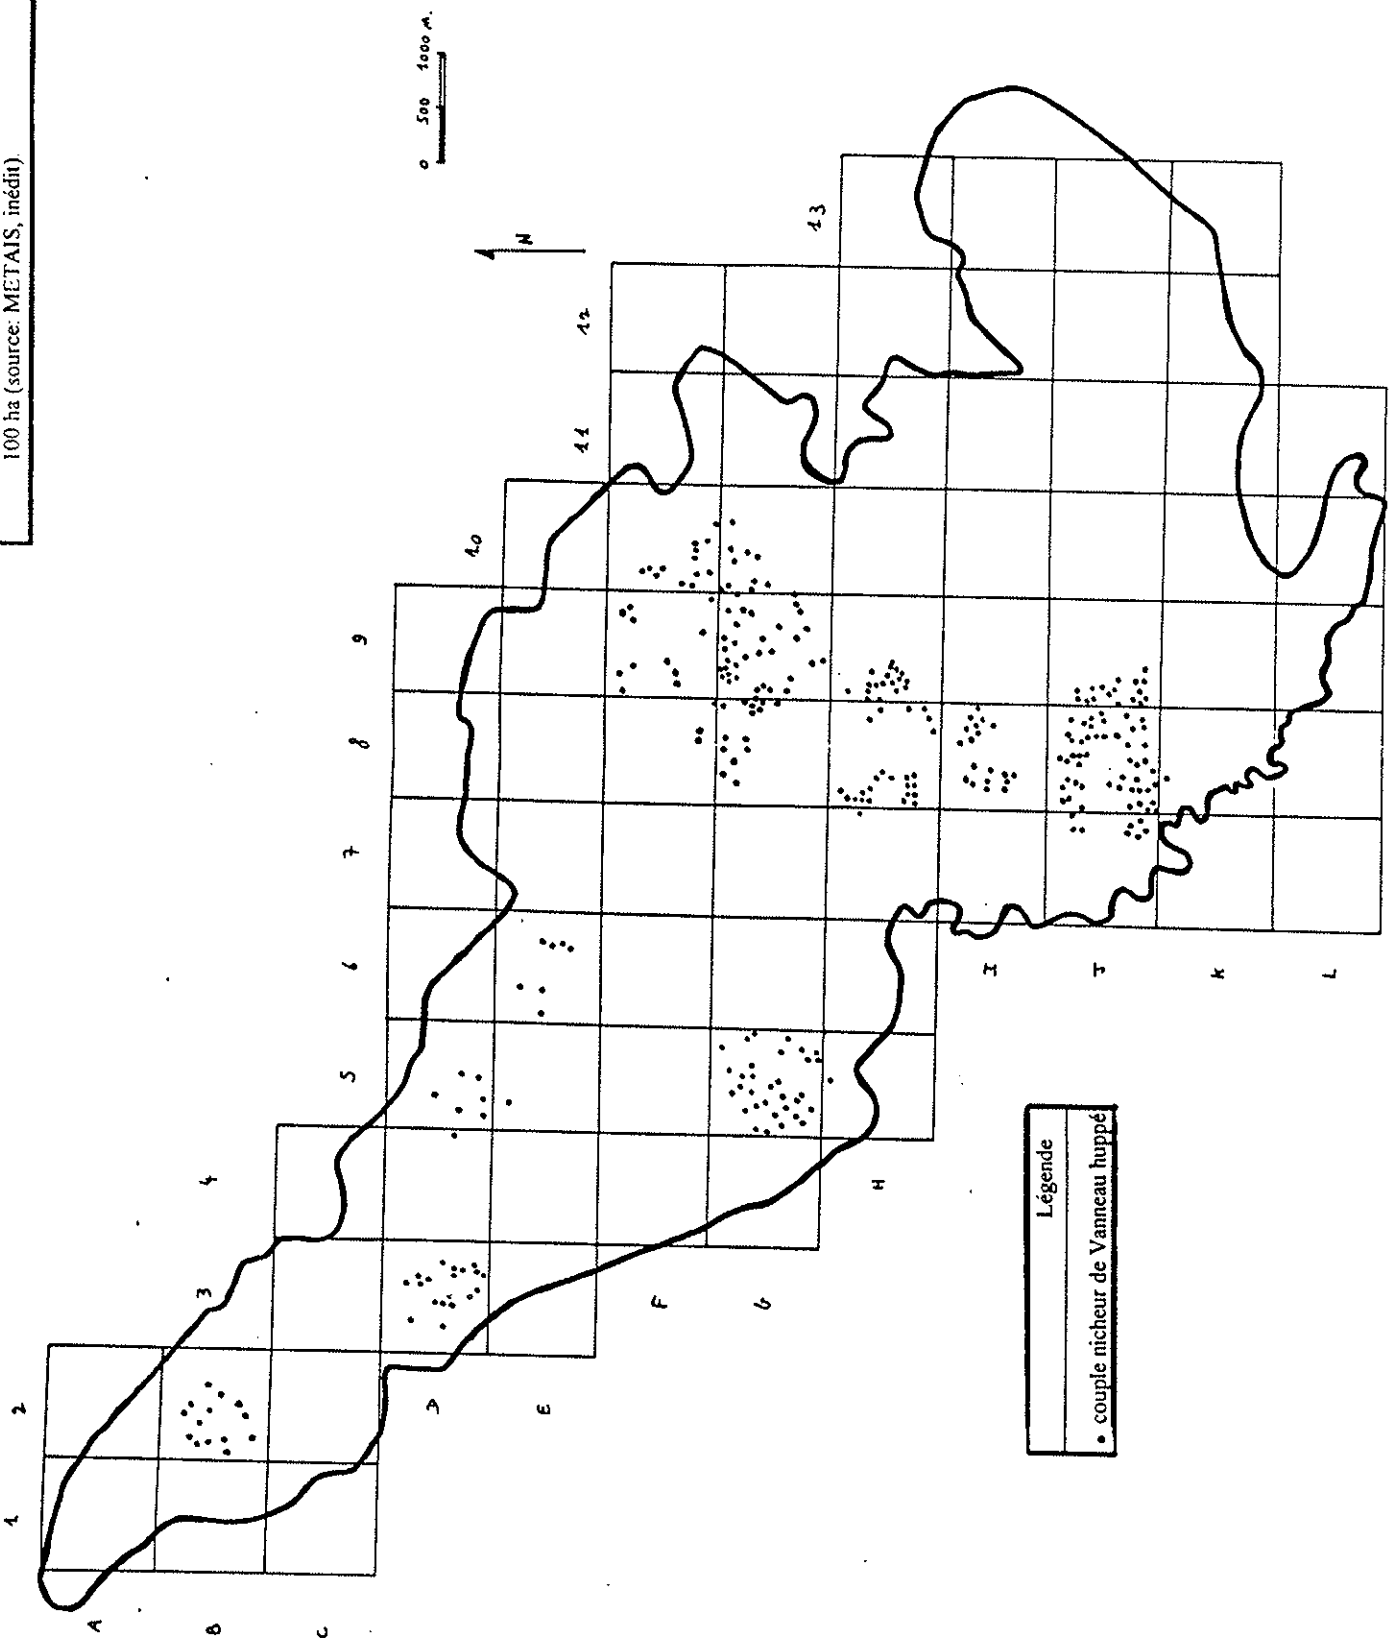 100 ha (source: METAIS, inédit).
0 500 1000 m.
N
1
2
3
4
5
6
7
8
9
10
11
12
13
A
B
C
D
E
F
G
H
I
J
K
L
Légende
• couple nicheur de Vanneau huppé